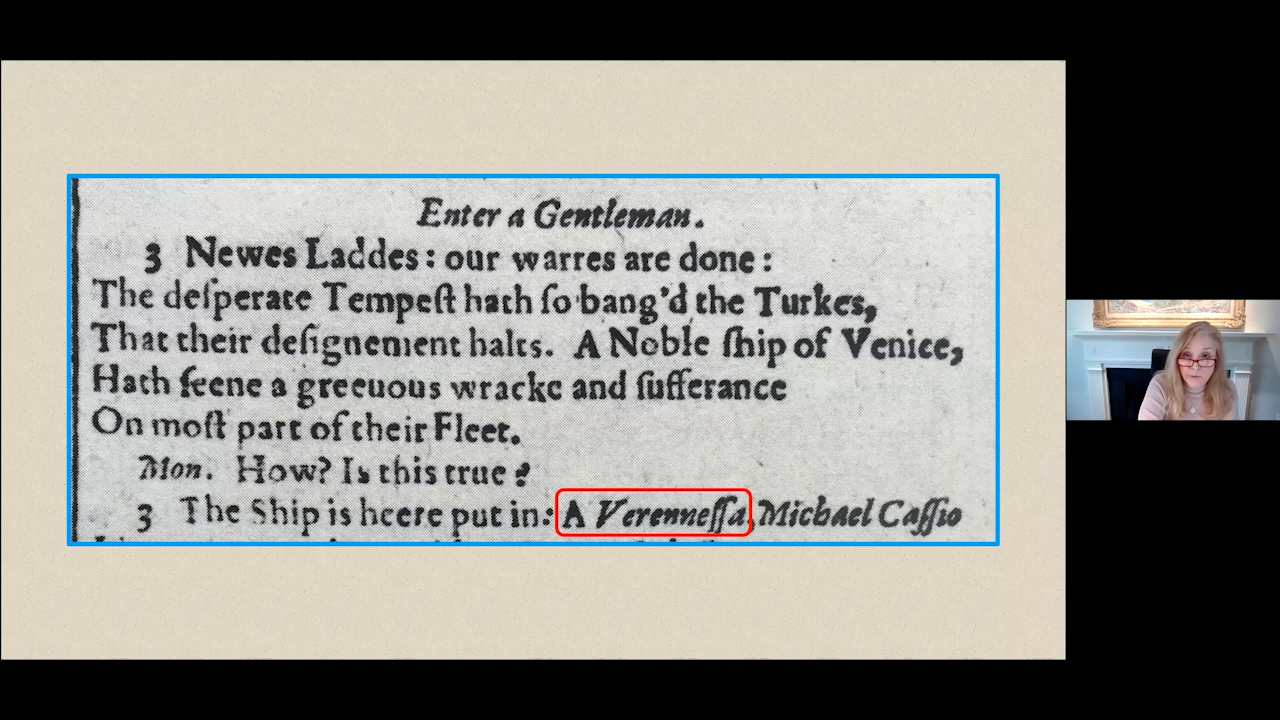 Enter a Gentleman.
3 Newes Laddes: our warres are done:
The deſperate Tempeſt hath ſo bang'd the Turkes,
That their deſignement halts. A Noble ſhip of Venice,
Hath ſeene a greeuous wracke and ſufferance
On moſt part of their Fleet.
Mon. How? Is this true?
3 The Ship is heere put in: A Verenneſſa, Michael Caſſio